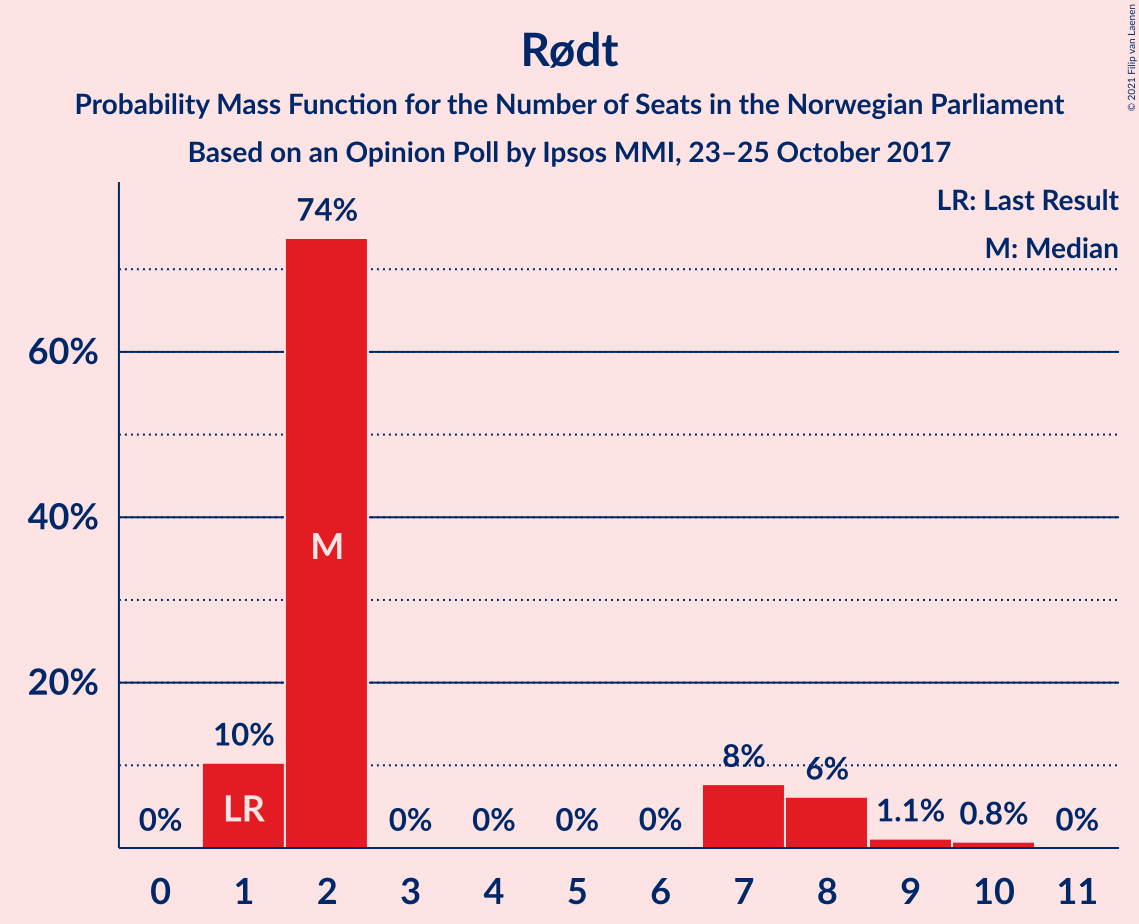 Rødt
Probability Mass Function for the Number of Seats in the Norwegian Parliament
Based on an Opinion Poll by Ipsos MMI, 23–25 October 2017
© 2021 Filip van Laenen
LR: Last Result
M: Median
60%
40%
20%
0%
10%
74%
0%
0%
0%
0%
8%
6%
1.1%
0.8%
0%
LR
M
0 1 2 3 4 5 6 7 8 9 10 11